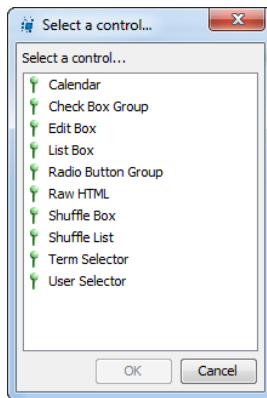 Select a control...
Select a control...
Calendar
Check Box Group
Edit Box
List Box
Radio Button Group
Raw HTML
Shuffle Box
Shuffle List
Term Selector
User Selector
OK Cancel